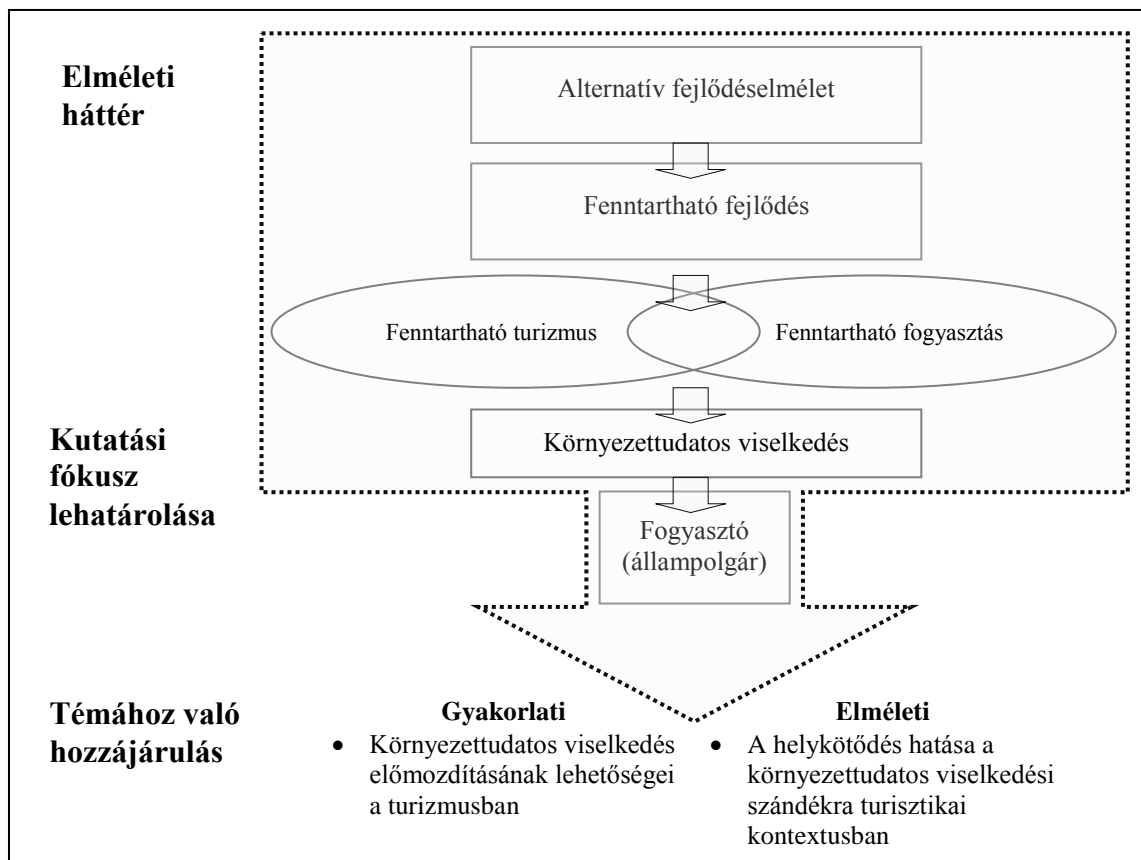 Elméleti
háttér
Alternatív fejlődéselmélet
Fenntartható fejlődés
Fenntartható turizmus
Fenntartható fogyasztás
Kutatási
fókusz
lehatárolása
Környezettudatos viselkedés
Fogyasztó
(állampolgár)
Témához való
hozzájárulás
Gyakorlati
• Környezettudatos viselkedés
előmozdításának lehetőségei
a turizmusban
Elméleti
• A helykötődés hatása a
környezettudatos viselkedési
szándékra turisztikai
kontextusban